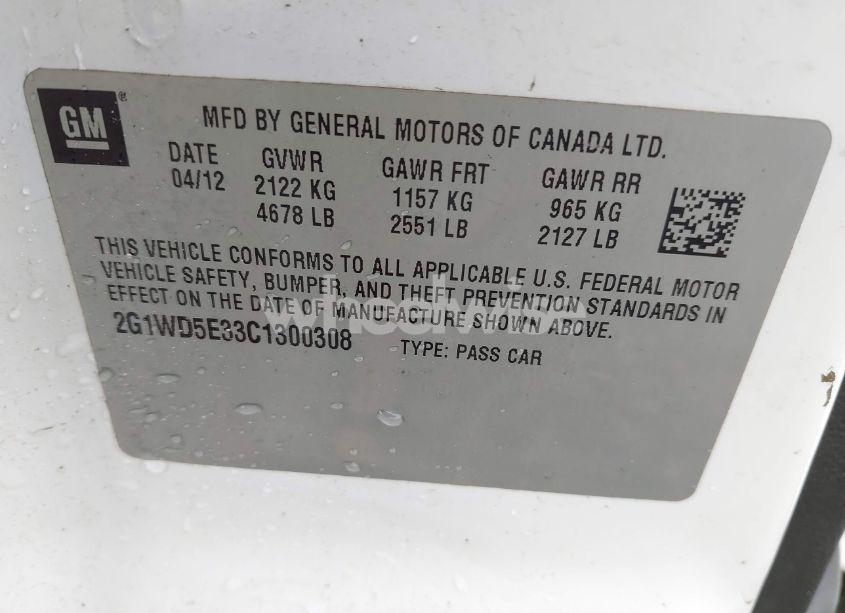 GM®
MFD BY GENERAL MOTORS OF CANADA LTD.
DATE GVWR GAWR FRT GAWR RR
04/12 2122 KG 1157 KG 965 KG
4678 LB 2551 LB 2127 LB
THIS VEHICLE CONFORMS TO ALL APPLICABLE U.S. FEDERAL MOTOR
VEHICLE SAFETY, BUMPER, AND THEFT PREVENTION STANDARDS IN
EFFECT ON THE DATE OF MANUFACTURE SHOWN ABOVE.
2G1WD5E33C1300308 TYPE: PASS CAR
wheelwise